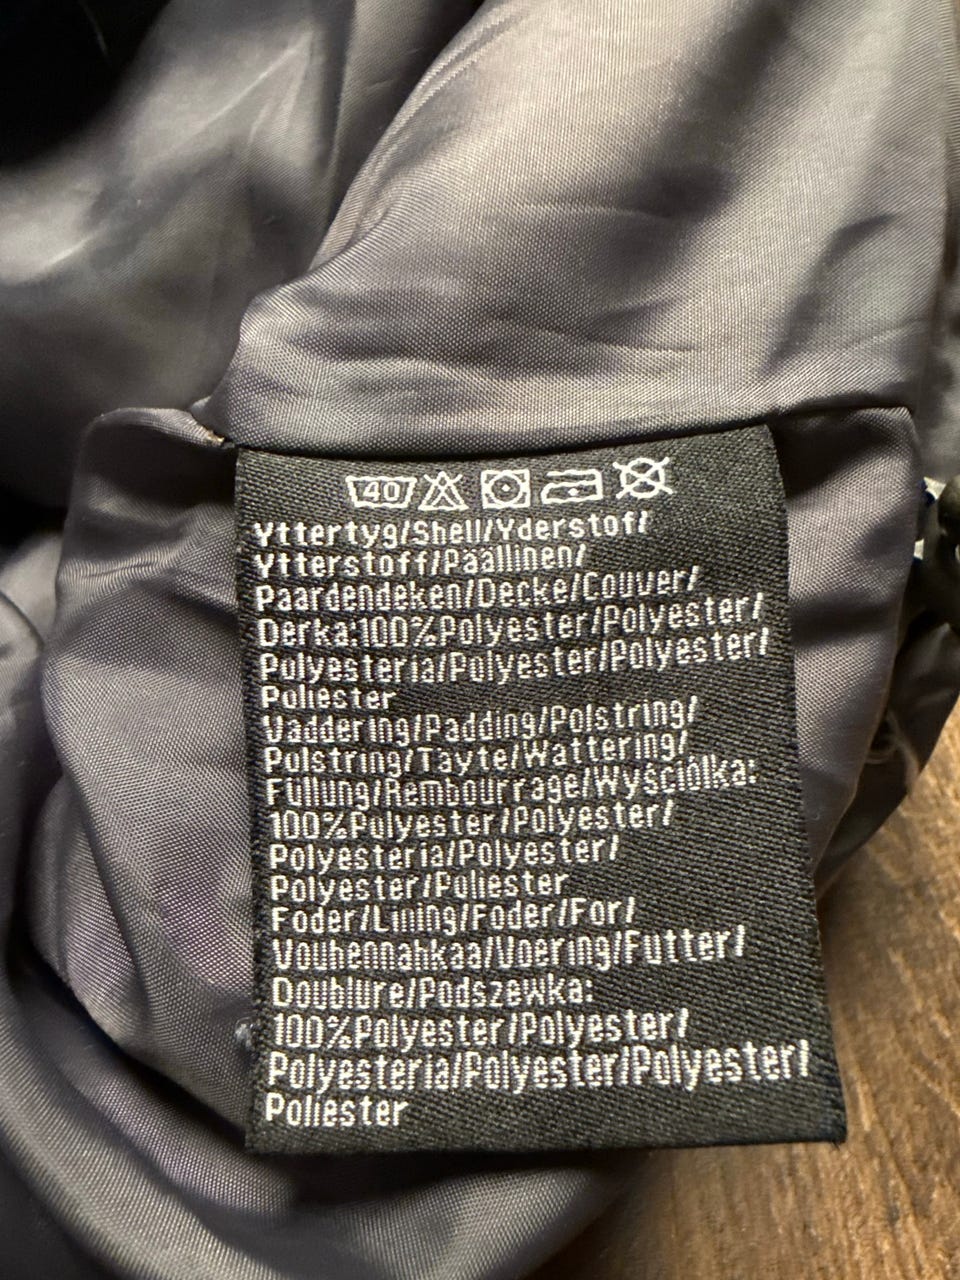 40
Yttertyg/Shell/Yderstof/
Ytterstoff/Päällinen/
Paardendeken/Decke/Couver/
Derka:100%Polyester/Polyester/
Polyesteria/Polyester/Polyester/
Poliester
Vaddering/Padding/Polstring/
Polstring/Täyte/Wattering/
Füllung/Rembourrage/Wyściólka:
100%Polyester/Polyester/
Polyesteria/Polyester/
Polyester/Poliester
Foder/Lining/Foder/For/
Vouhennahkaa/Voering/Futter/
Doublure/Podszewka:
100%Polyester/Polyester/
Polyesteria/Polyester/Polyester/
Poliester